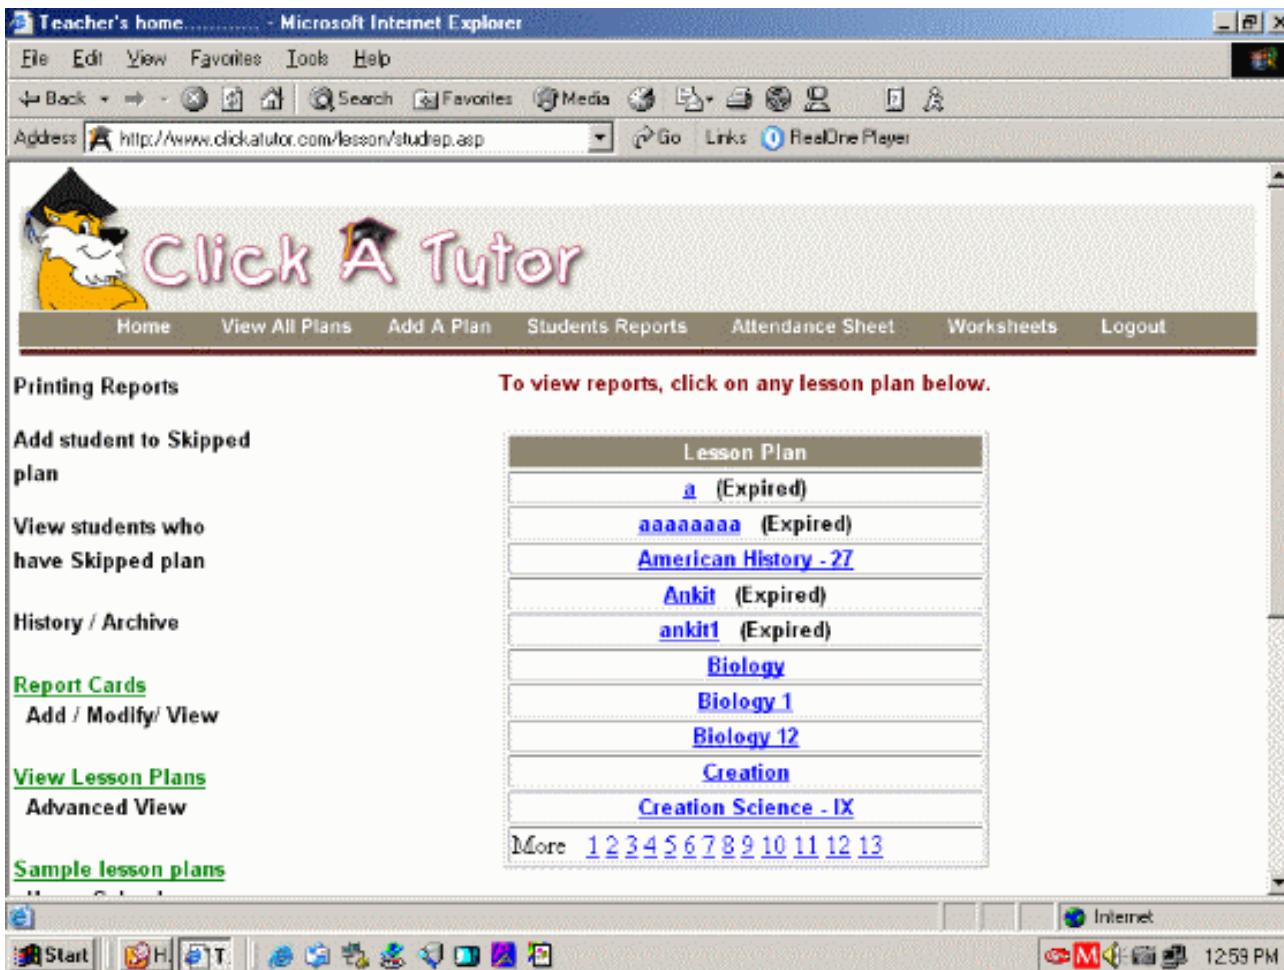 Teacher's home............. - Microsoft Internet Explorer
File Edit View Favorites Tools Help
Back Search Favorites Media
Address http://www.clickatutor.com/lesson/studrep.asp Go Links RealOne Player
Click A Tutor
Home View All Plans Add A Plan Students Reports Attendance Sheet Worksheets Logout
Printing Reports
Add student to Skipped
plan
View students who
have Skipped plan
History / Archive
Report Cards
Add / Modify/ View
View Lesson Plans
Advanced View
Sample lesson plans
To view reports, click on any lesson plan below.
Lesson Plan
a (Expired)
aaaaaaaa (Expired)
American History - 27
Ankit (Expired)
ankit1 (Expired)
Biology
Biology 1
Biology 12
Creation
Creation Science - IX
More 1 2 3 4 5 6 7 8 9 10 11 12 13
Internet
Start H. T. M 12:59 PM